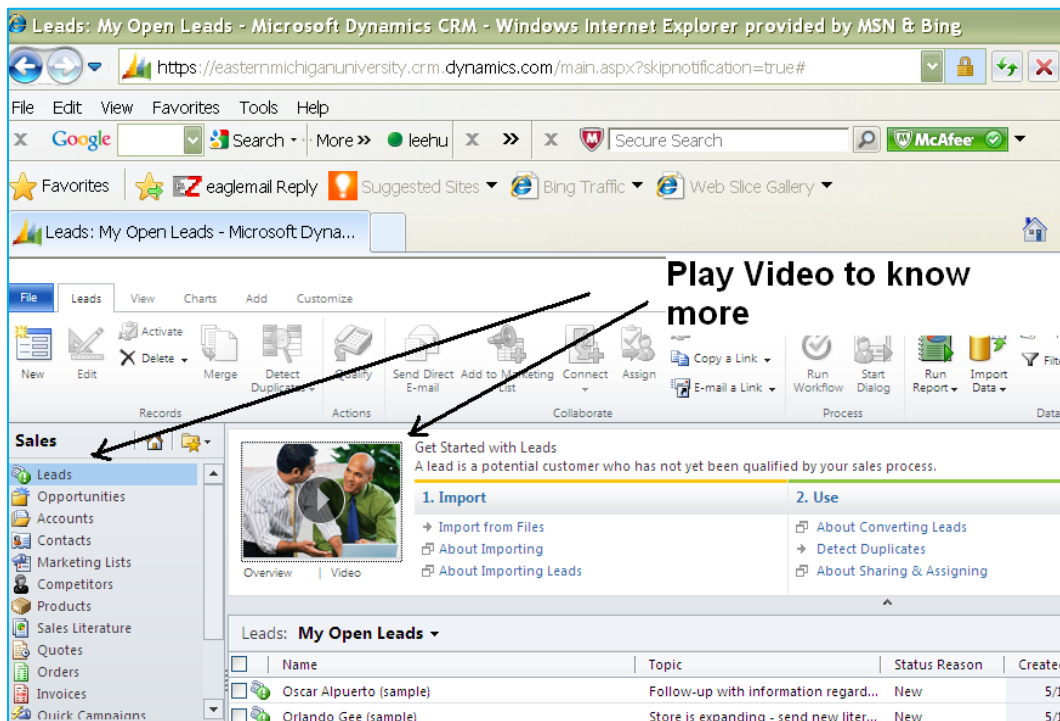 Leads: My Open Leads - Microsoft Dynamics CRM - Windows Internet Explorer provided by MSN & Bing
https://easternmichiganuniversity.crm.dynamics.com/main.aspx?skipnotification=true#
File Edit View Favorites Tools Help
x Google Search More >> leehu x >> x Secure Search McAfee
Favorites EZ eaglemail Reply Suggested Sites Bing Traffic Web Slice Gallery
Leads: My Open Leads - Microsoft Dyna...
Play Video to know
more
File Leads View Charts Add Customize
Activate
Delete
Copy a Link
E-mail a Link
New Edit Merge Detect Duplicates Qualify Send Direct E-mail Add to Marketing List Connect Assign Run Workflow Start Dialog Run Report Import Data
Records Actions Collaborate Process Data
Sales
Leads
Opportunities
Accounts
Contacts
Marketing Lists
Competitors
Products
Sales Literature
Quotes
Orders
Invoices
Quick Campaigns
Get Started with Leads
A lead is a potential customer who has not yet been qualified by your sales process.
1. Import 2. Use
Import from Files About Converting Leads
About Importing Detect Duplicates
About Importing Leads About Sharing & Assigning
Overview | Video
Leads: My Open Leads
Name Topic Status Reason
Oscar Alpuerto (sample) Follow-up with information regard... New 5/1
Orlando Gee (sample) Store is expanding - send new liter... New 5/1